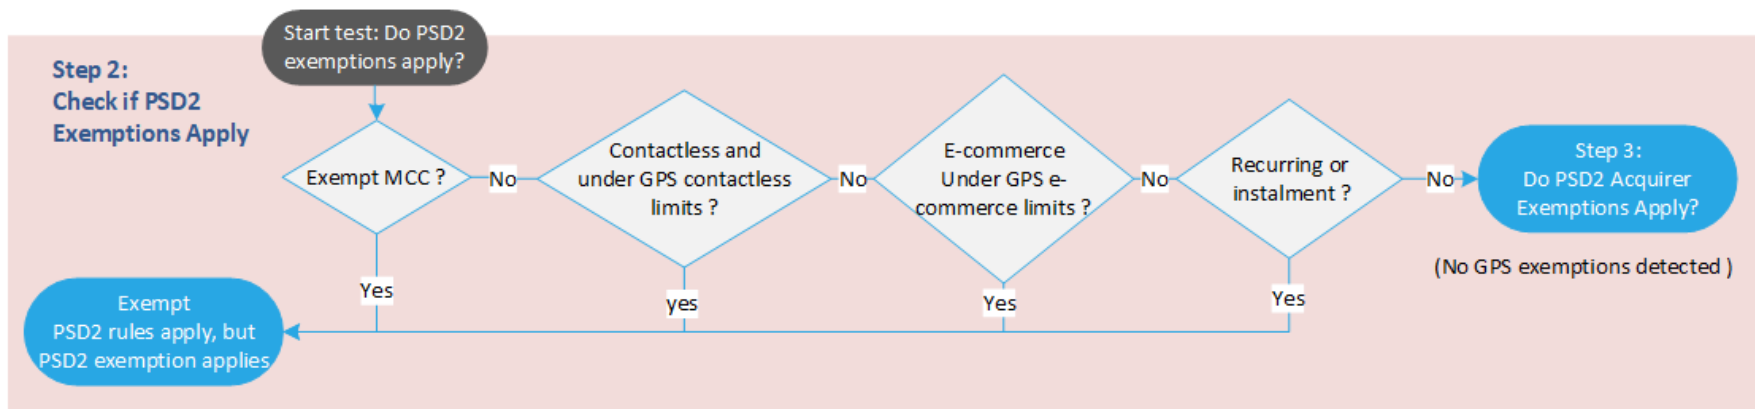 Start test: Do PSD2
exemptions apply?
Step 2:
Check if PSD2
Exemptions Apply
Exempt MCC ?
No
Contactless and
under GPS contactless
limits ?
No
E-commerce
Under GPS e-
commerce limits ?
No
Recurring or
instalment ?
No
Step 3:
Do PSD2 Acquirer
Exemptions Apply?
(No GPS exemptions detected )
Yes
yes
Yes
Yes
Exempt
PSD2 rules apply, but
PSD2 exemption applies